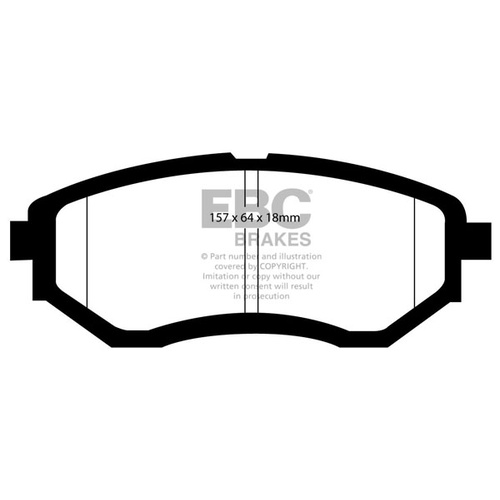 EBC
157 x 64 x 18mm
BRAKES
© Part number and illustration
covered by COPYRIGHT.
Imitation or copy without our
written consent will result
in prosecution